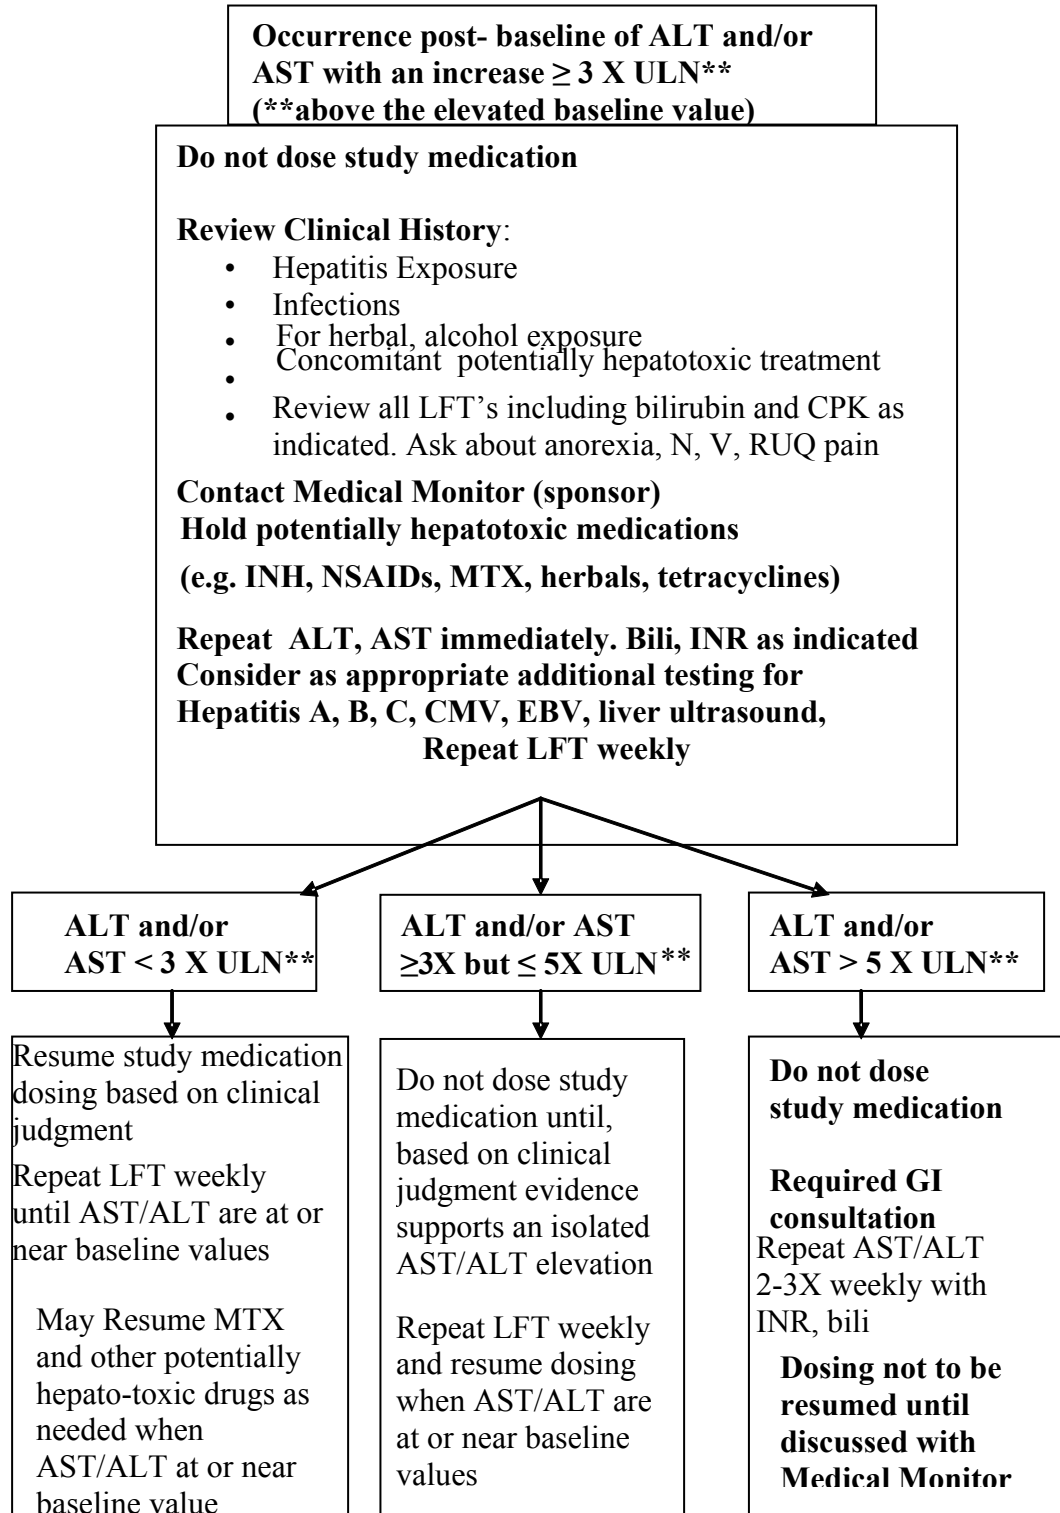 Occurrence post- baseline of ALT and/or
AST with an increase ≥ 3 X ULN**
(**above the elevated baseline value)
Do not dose study medication
Review Clinical History:
• Hepatitis Exposure
• Infections
• For herbal, alcohol exposure
• Concomitant potentially hepatotoxic treatment
• Review all LFT's including bilirubin and CPK as
indicated. Ask about anorexia, N, V, RUQ pain
Contact Medical Monitor (sponsor)
Hold potentially hepatotoxic medications
(e.g. INH, NSAIDs, MTX, herbals, tetracyclines)
Repeat ALT, AST immediately. Bili, INR as indicated
Consider as appropriate additional testing for
Hepatitis A, B, C, CMV, EBV, liver ultrasound,
Repeat LFT weekly
ALT and/or
AST < 3 X ULN**
ALT and/or AST
≥3X but ≤ 5X ULN**
ALT and/or
AST > 5 X ULN**
Resume study medication
dosing based on clinical
judgment
Repeat LFT weekly
until AST/ALT are at or
near baseline values
May Resume MTX
and other potentially
hepato-toxic drugs as
needed when
AST/ALT at or near
baseline value
Do not dose study
medication until,
based on clinical
judgment evidence
supports an isolated
AST/ALT elevation
Repeat LFT weekly
and resume dosing
when AST/ALT are
at or near baseline
values
Do not dose
study medication
Required GI
consultation
Repeat AST/ALT
2-3X weekly with
INR, bili
Dosing not to be
resumed until
discussed with
Medical Monitor